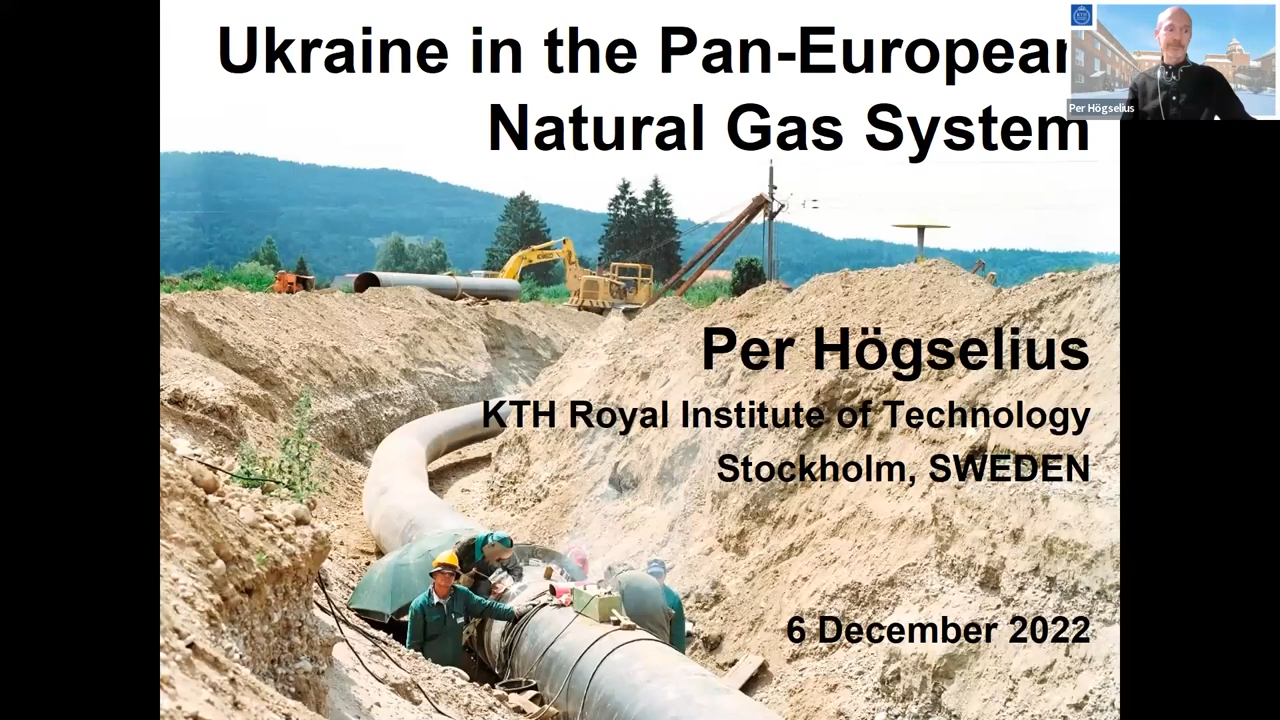 Ukraine in the Pan-European
Natural Gas System
Per Högselius
Per Högselius
KTH Royal Institute of Technology
Stockholm, SWEDEN
6 December 2022
KTH